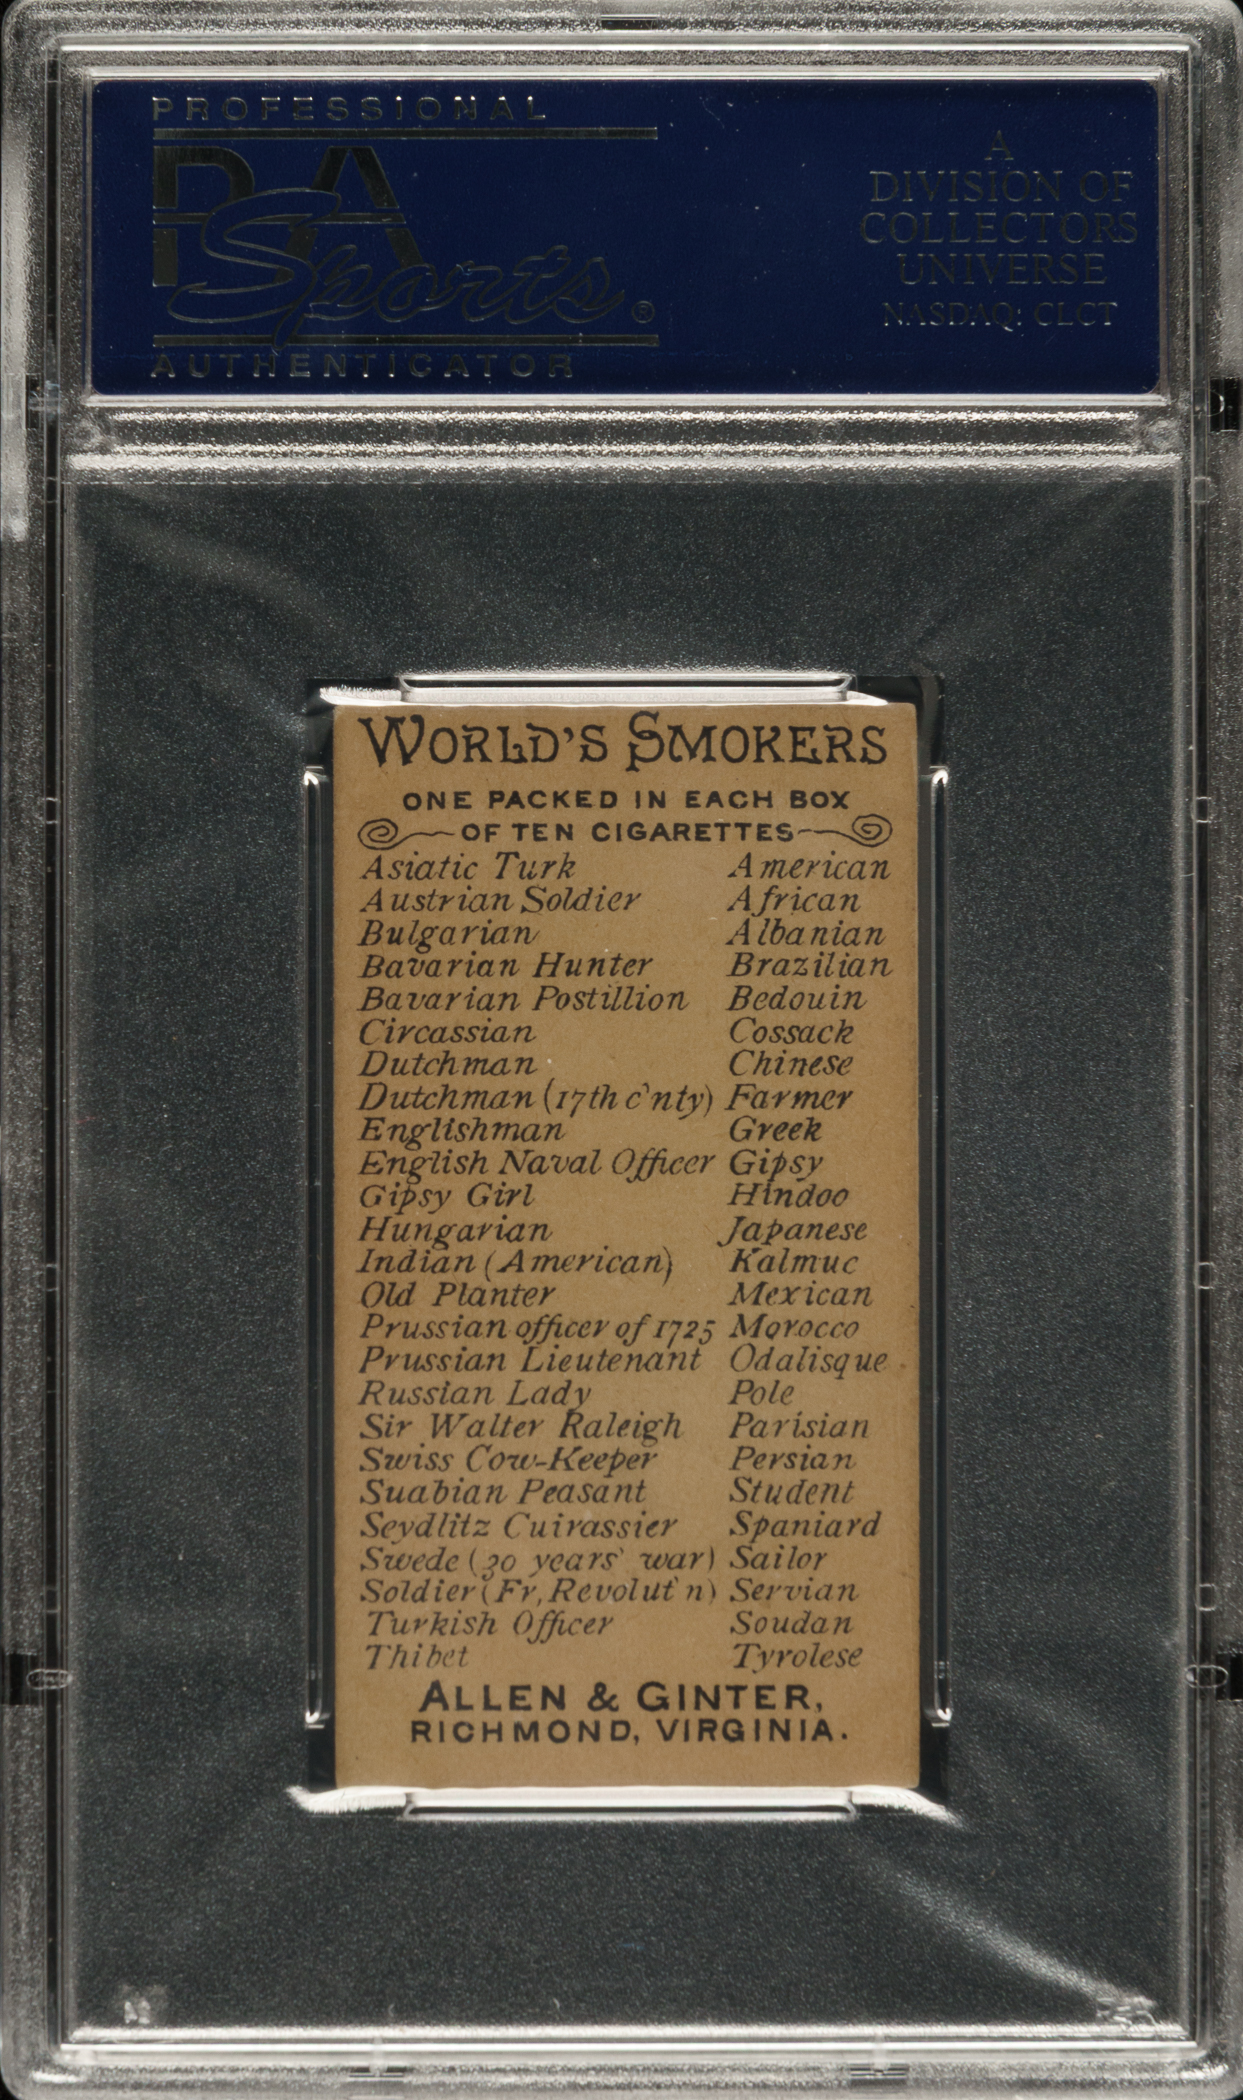 PROFESSIONAL
PSA
Sports®
AUTHENTICATOR
A
DIVISION OF
COLLECTORS
UNIVERSE
NASDAQ: CLCT
WORLD'S SMOKERS
ONE PACKED IN EACH BOX
OF TEN CIGARETTES
Asiatic Turk American
Austrian Soldier African
Bulgarian Albanian
Bavarian Hunter Brazilian
Bavarian Postillion Bedouin
Circassian Cossack
Dutchman Chinese
Dutchman (17th c'nty) Farmer
Englishman Greek
English Naval Officer Gipsy
Gipsy Girl Hindoo
Hungarian Japanese
Indian (American) Kalmuc
Old Planter Mexican
Prussian officer of 1725 Morocco
Prussian Lieutenant Odalisque
Russian Lady Pole
Sir Walter Raleigh Parisian
Swiss Cow-Keeper Persian
Suabian Peasant Student
Seydlitz Cuirassier Spaniard
Swede (30 years' war) Sailor
Soldier (Fr, Revolut'n) Servian
Turkish Officer Soudan
Thibet Tyrolese
ALLEN & GINTER,
RICHMOND, VIRGINIA.